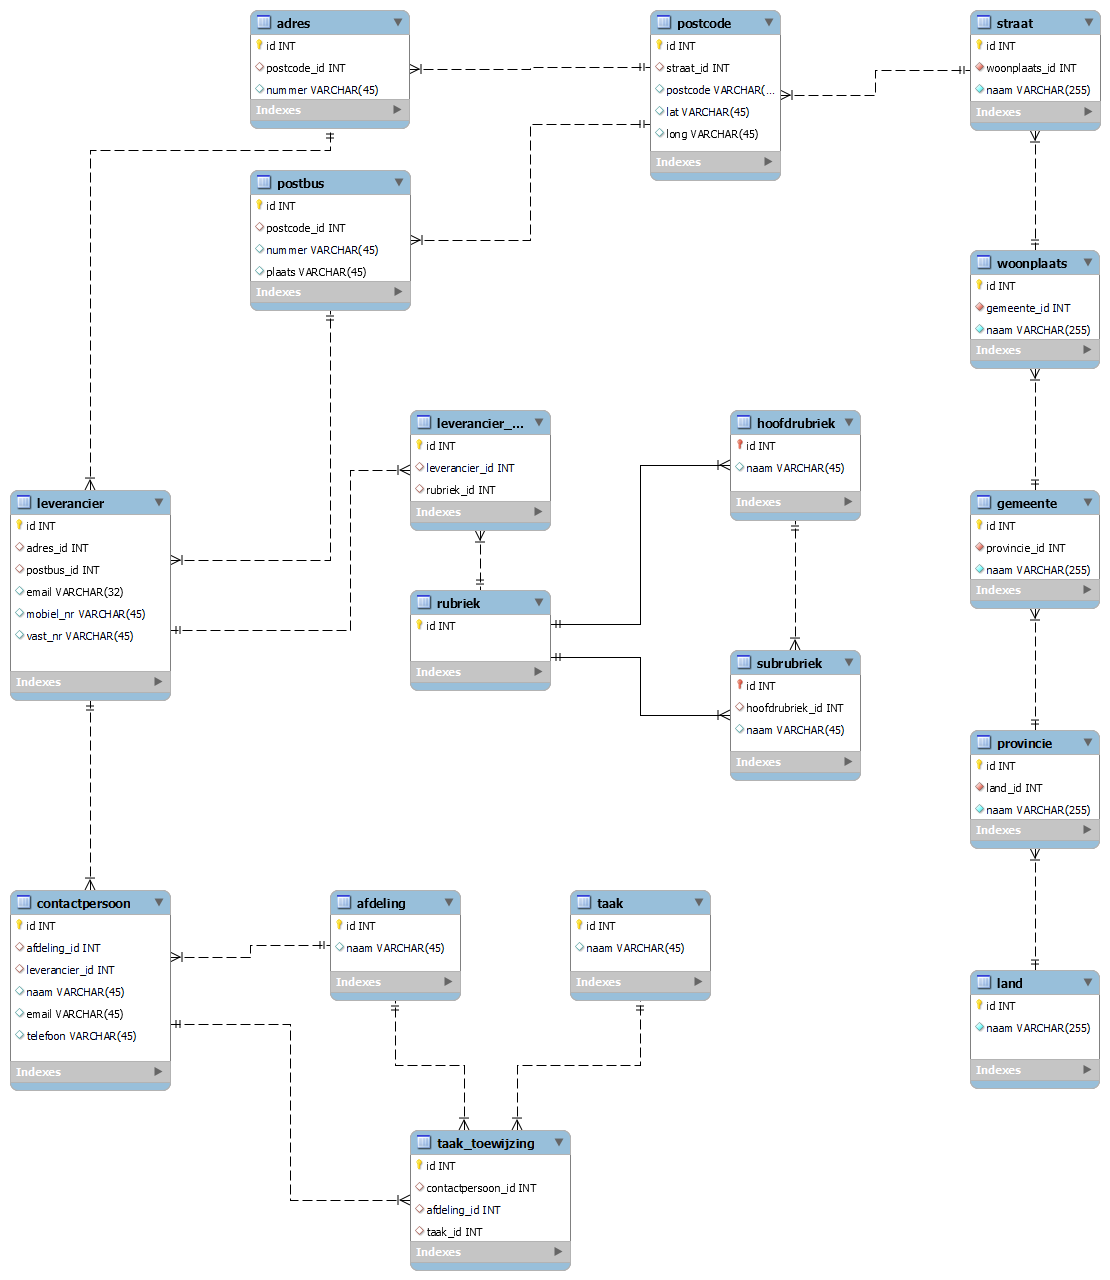 adres
id INT
postcode_id INT
nummer VARCHAR(45)
Indexes
postcode
id INT
straat_id INT
postcode VARCHAR(...
lat VARCHAR(45)
long VARCHAR(45)
Indexes
straat
id INT
woonplaats_id INT
naam VARCHAR(255)
Indexes
postbus
id INT
postcode_id INT
nummer VARCHAR(45)
plaats VARCHAR(45)
Indexes
woonplaats
id INT
gemeente_id INT
naam VARCHAR(255)
Indexes
leverancier_...
id INT
leverancier_id INT
rubriek_id INT
Indexes
hoofdrubriek
id INT
naam VARCHAR(45)
Indexes
leverancier
id INT
adres_id INT
postbus_id INT
email VARCHAR(32)
mobiel_nr VARCHAR(45)
vast_nr VARCHAR(45)
Indexes
gemeente
id INT
provincie_id INT
naam VARCHAR(255)
Indexes
rubriek
id INT
Indexes
subrubriek
id INT
hoofdrubriek_id INT
naam VARCHAR(45)
Indexes
provincie
id INT
land_id INT
naam VARCHAR(255)
Indexes
contactpersoon
id INT
afdeling_id INT
leverancier_id INT
naam VARCHAR(45)
email VARCHAR(45)
telefoon VARCHAR(45)
Indexes
afdeling
id INT
naam VARCHAR(45)
Indexes
taak
id INT
naam VARCHAR(45)
Indexes
land
id INT
naam VARCHAR(255)
Indexes
taak_toewijzing
id INT
contactpersoon_id INT
afdeling_id INT
taak_id INT
Indexes